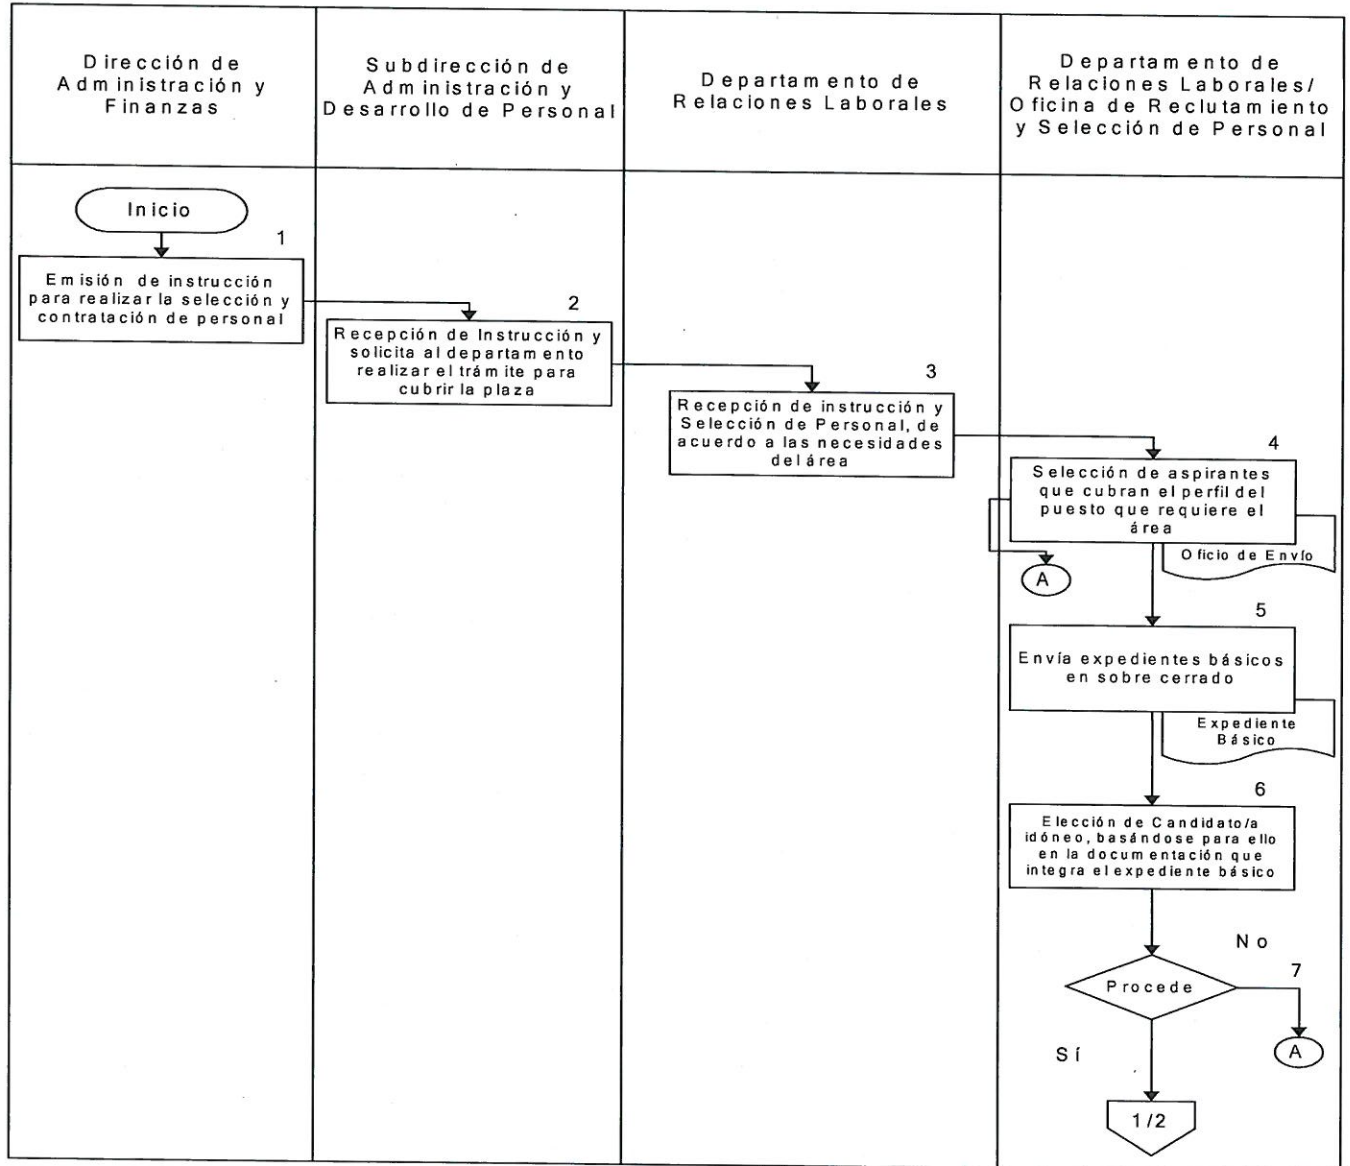 Dirección de
Administración y
Finanzas
Subdirección de
Administración y
Desarrollo de Personal
Departamento de
Relaciones Laborales
Departamento de
Relaciones Laborales/
Oficina de Reclutamiento
y Selección de Personal
Inicio
1
Emisión de instrucción
para realizar la selección y
contratación de personal
2
Recepción de Instrucción y
solicita al departamento
realizar el trámite para
cubrir la plaza
3
Recepción de instrucción y
Selección de Personal, de
acuerdo a las necesidades
del área
4
Selección de aspirantes
que cubran el perfil del
puesto que requiere el
área
Oficio de Envío
A
5
Envía expedientes básicos
en sobre cerrado
Expediente
Básico
6
Elección de Candidato/a
idóneo, basándose para ello
en la documentación que
integra el expediente básico
No
7
Procede
A
Sí
1/2